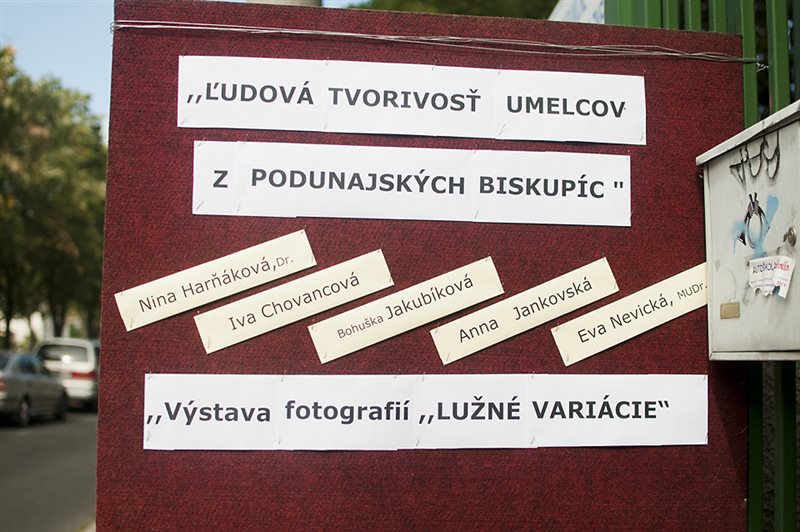 ,,ĽUDOVÁ TVORIVOSŤ UMELCOV
Z PODUNAJSKÝCH BISKUPÍC "
Nina Harňáková, Dr.
Iva Chovancová
Bohuška Jakubíková
Anna Jankovská
Eva Nevická, MUDr.
,,Výstava fotografií ,,LUŽNÉ VARIÁCIE“